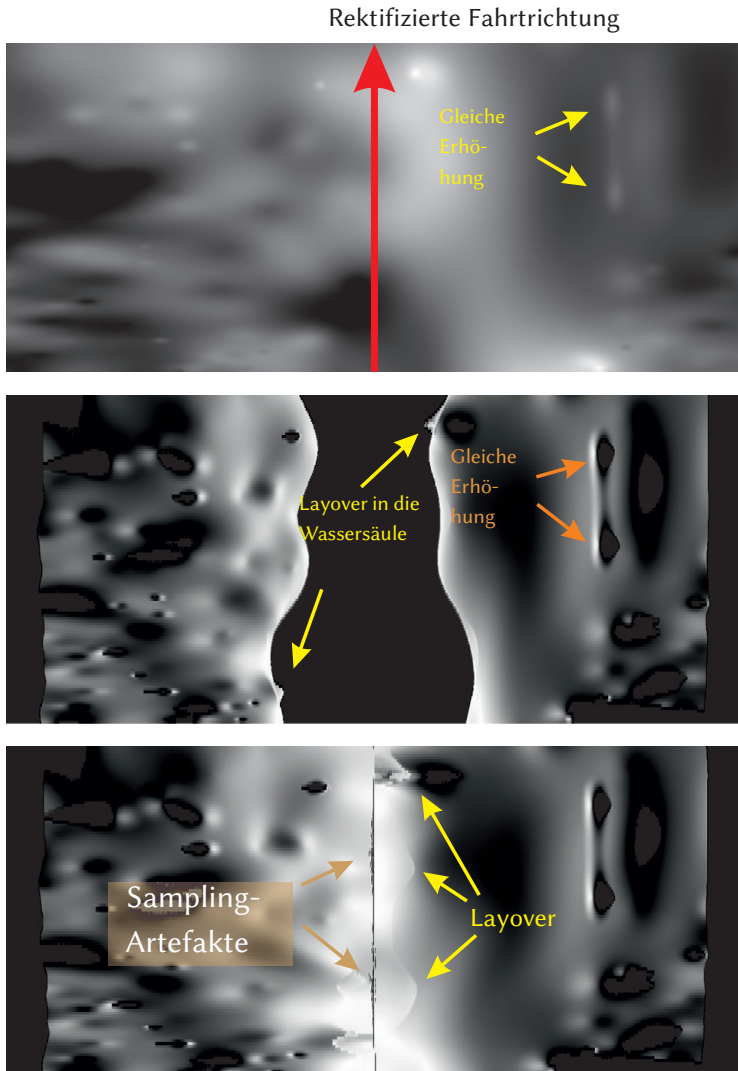 Rektifizierte Fahrtrichtung
Gleiche
Erhö-
hung
Gleiche
Erhö-
hung
Layover in die
Wassersäule
Sampling-
Artefakte
Layover